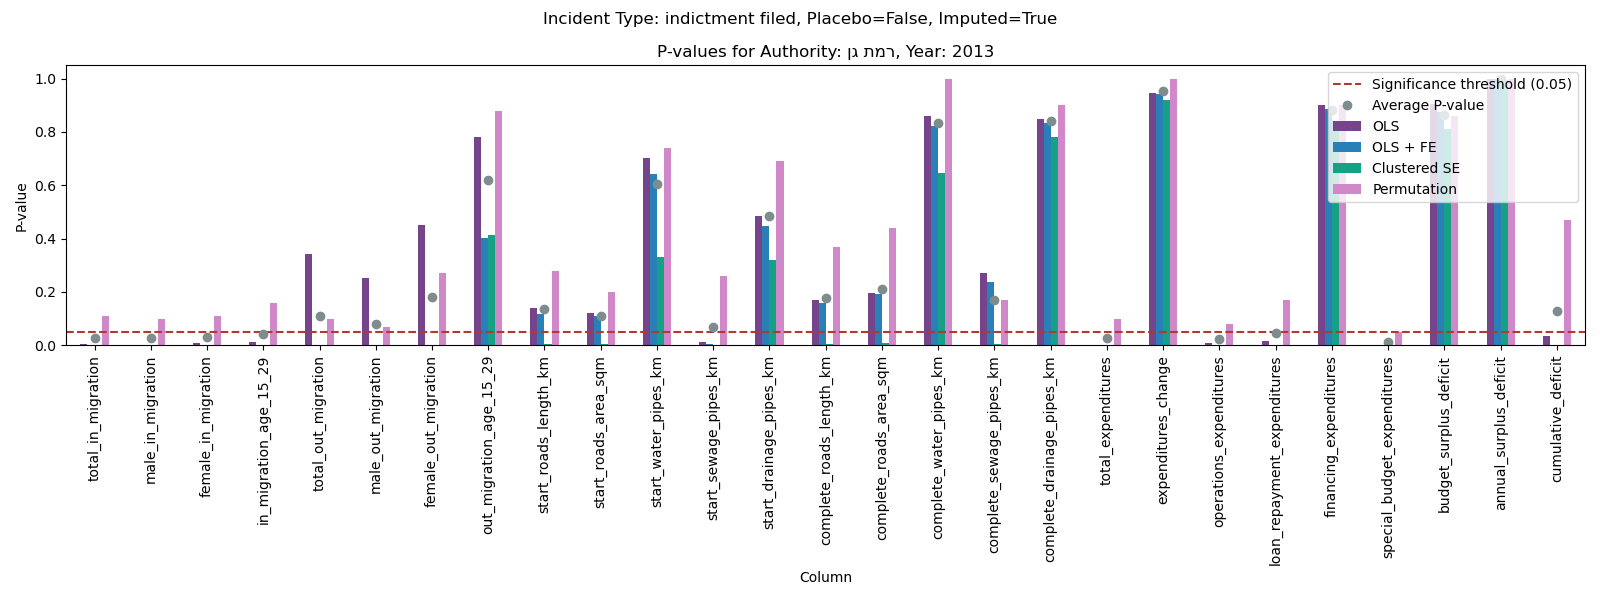 Incident Type: indictment filed, Placebo=False, Imputed=True
P-values for Authority: ןג תמר, Year: 2013
Significance threshold (0.05)
Average P-value
OLS
OLS + FE
Clustered SE
Permutation
P-value
1.0
0.8
0.6
0.4
0.2
0.0
total_in_migration
male_in_migration
female_in_migration
in_migration_age_15_29
total_out_migration
male_out_migration
female_out_migration
out_migration_age_15_29
start_roads_length_km
start_roads_area_sqm
start_water_pipes_km
start_sewage_pipes_km
start_drainage_pipes_km
complete_roads_length_km
complete_roads_area_sqm
complete_water_pipes_km
complete_sewage_pipes_km
complete_drainage_pipes_km
total_expenditures
expenditures_change
operations_expenditures
loan_repayment_expenditures
financing_expenditures
special_budget_expenditures
budget_surplus_deficit
annual_surplus_deficit
cumulative_deficit
Column